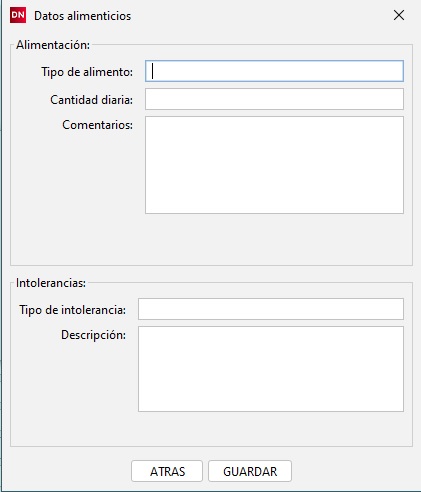 DN Datos alimenticios
Alimentación:
Tipo de alimento:
Cantidad diaria:
Comentarios:
Intolerancias:
Tipo de intolerancia:
Descripción:
ATRAS GUARDAR